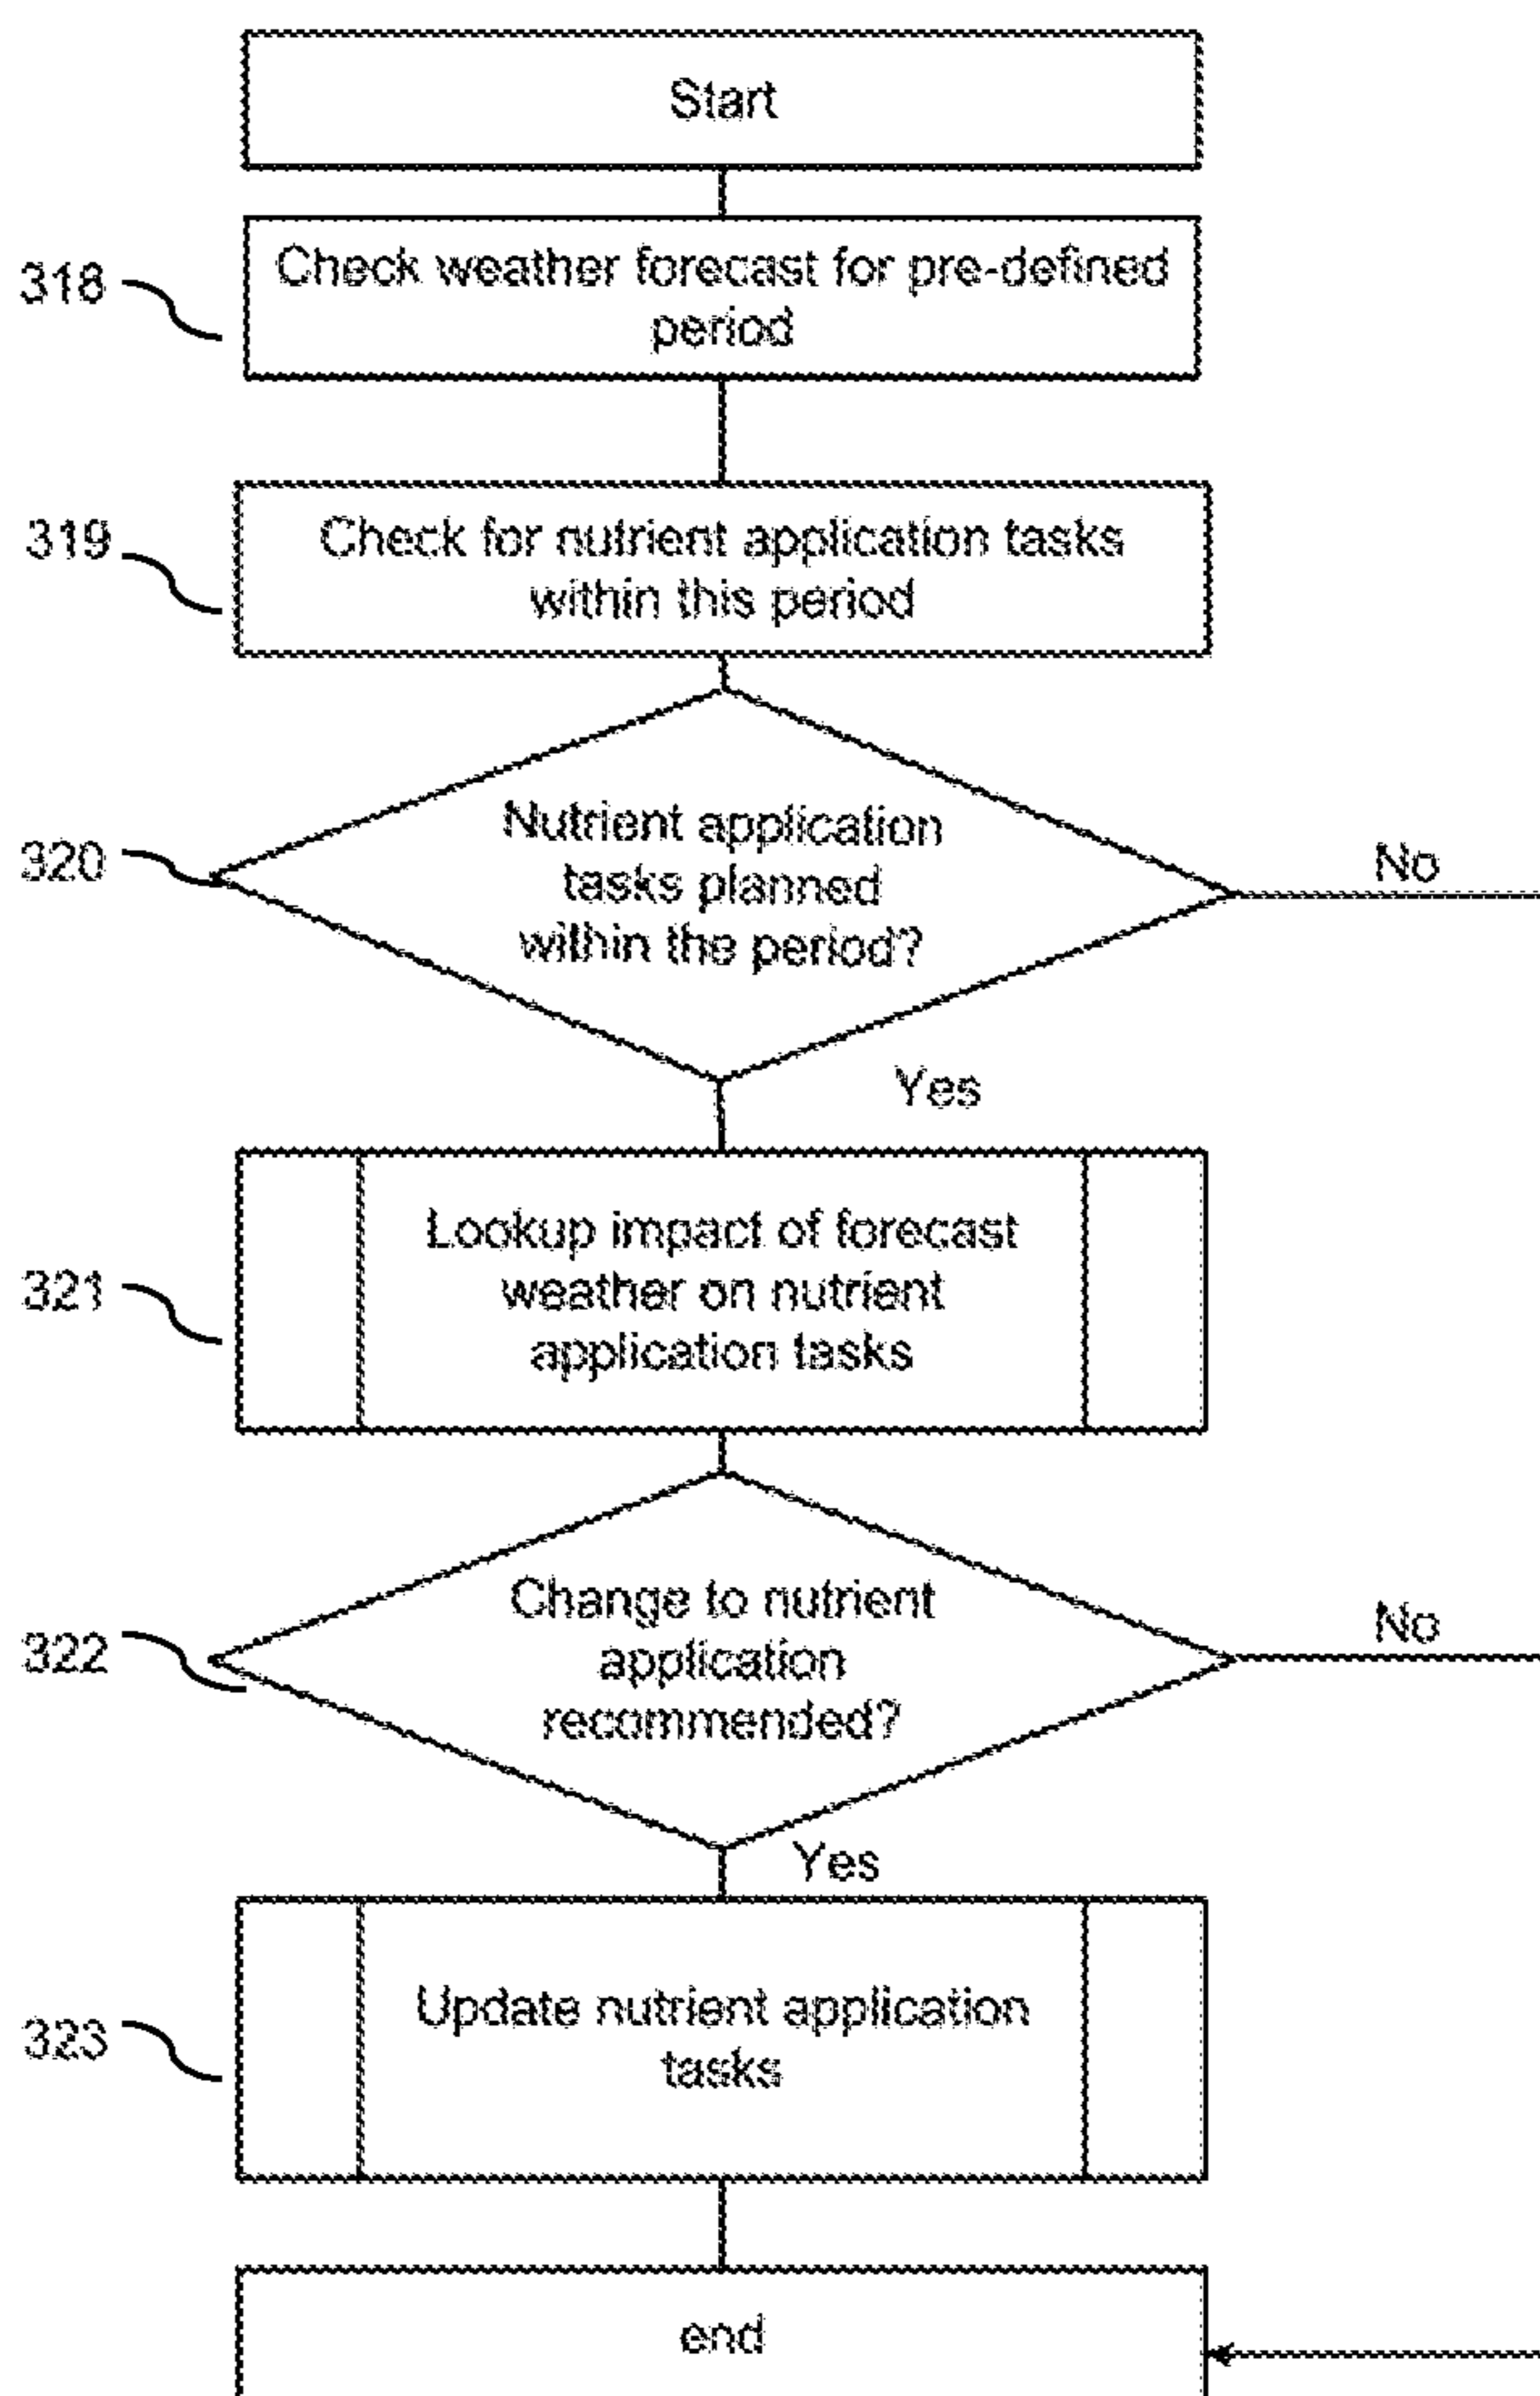 Start
318
Check weather forecast for pre-defined
period
319
Check for nutrient application tasks
within this period
320
Nutrient application
tasks planned
within the period?
No
Yes
321
Lookup impact of forecast
weather on nutrient
application tasks
322
Change to nutrient
application
recommended?
No
Yes
323
Update nutrient application
tasks
end